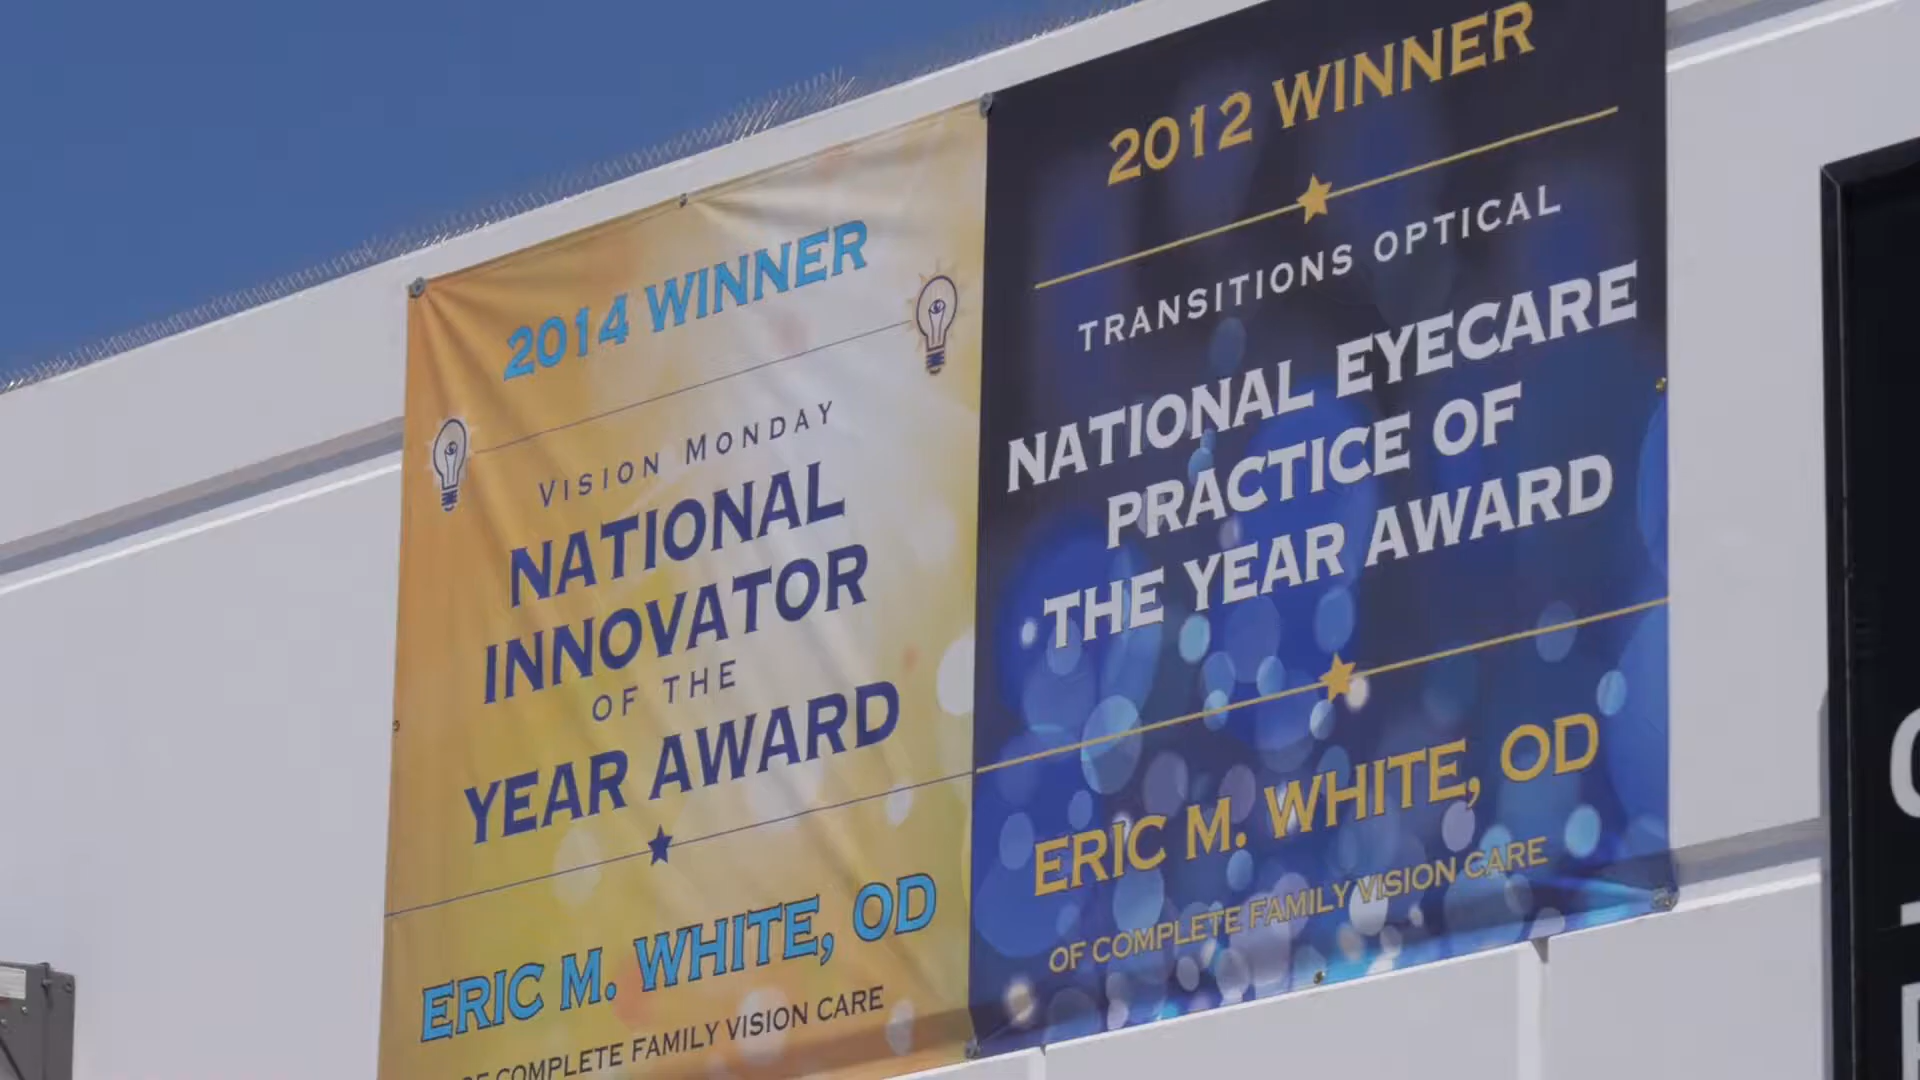 2014 WINNER
VISION MONDAY
NATIONAL
INNOVATOR
OF THE
YEAR AWARD
ERIC M. WHITE, OD
OF COMPLETE FAMILY VISION CARE
2012 WINNER
TRANSITIONS OPTICAL
NATIONAL EYECARE
PRACTICE OF
THE YEAR AWARD
ERIC M. WHITE, OD
OF COMPLETE FAMILY VISION CARE